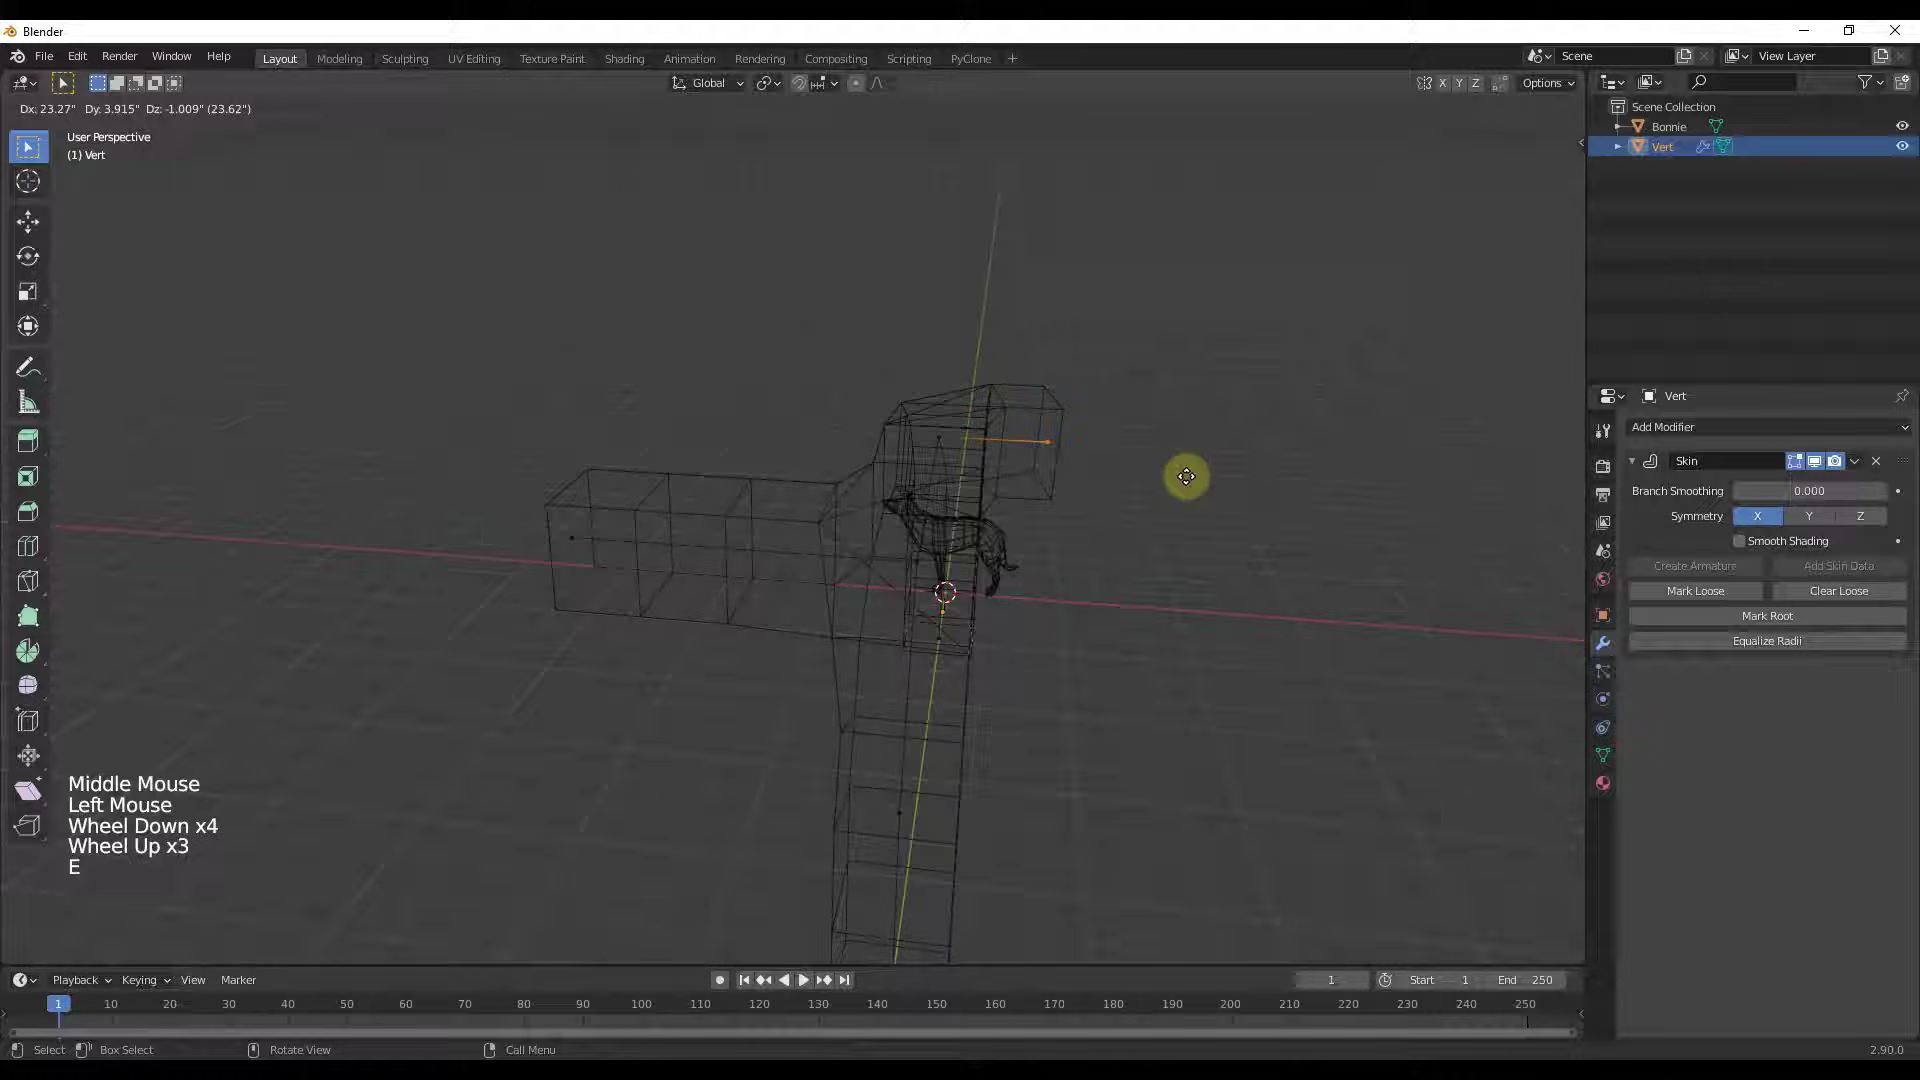 Blender
File Edit Render Window Help Layout Modeling Sculpting UV Editing Texture Paint Shading Animation Rendering Compositing Scripting PyClone + Scene View Layer
Global X Y Z Options
Dx: 23.27" Dy: 3.915" Dz: -1.009" (23.62")
User Perspective
(1) Vert
Scene Collection
Bonnie
Vert
Vert
Add Modifier
Skin
Branch Smoothing 0.000
Symmetry X Y Z
Smooth Shading
Create Armature Add Skin Data
Mark Loose Clear Loose
Mark Root
Equalize Radii
Middle Mouse
Left Mouse
Wheel Down x4
Wheel Up x3
E
Playback Keying View Marker 1 Start 1 End 250
1 10 20 30 40 50 60 70 80 90 100 110 120 130 140 150 160 170 180 190 200 210 220 230 240 250
Select Box Select Rotate View Call Menu 2.90.0